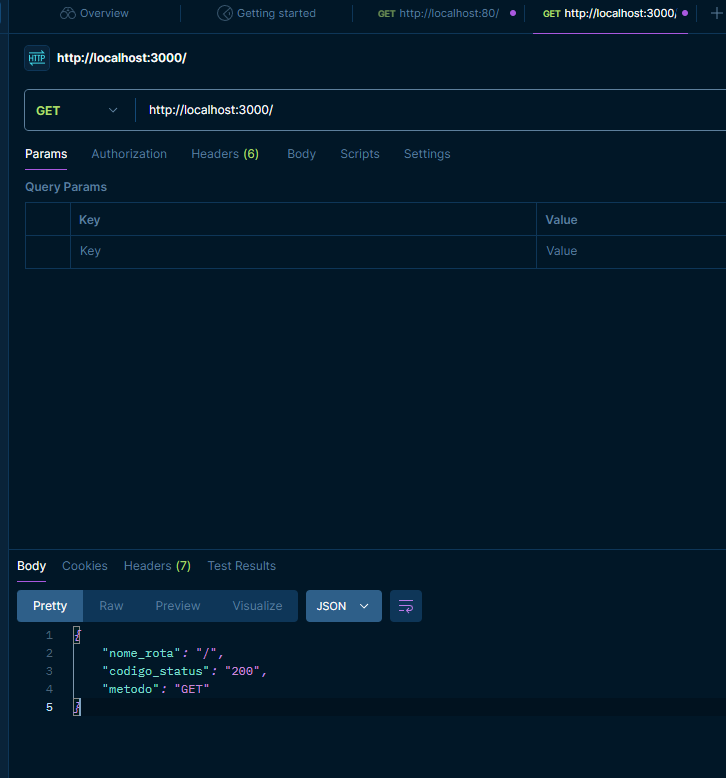 Overview Getting started GET http://localhost:80/ GET http://localhost:3000/
HTTP http://localhost:3000/
GET http://localhost:3000/
Params Authorization Headers (6) Body Scripts Settings
Query Params
Key Value
Key Value
Body Cookies Headers (7) Test Results
Pretty Raw Preview Visualize JSON
1 {
2 "nome_rota": "/",
3 "codigo_status": "200",
4 "metodo": "GET"
5 }